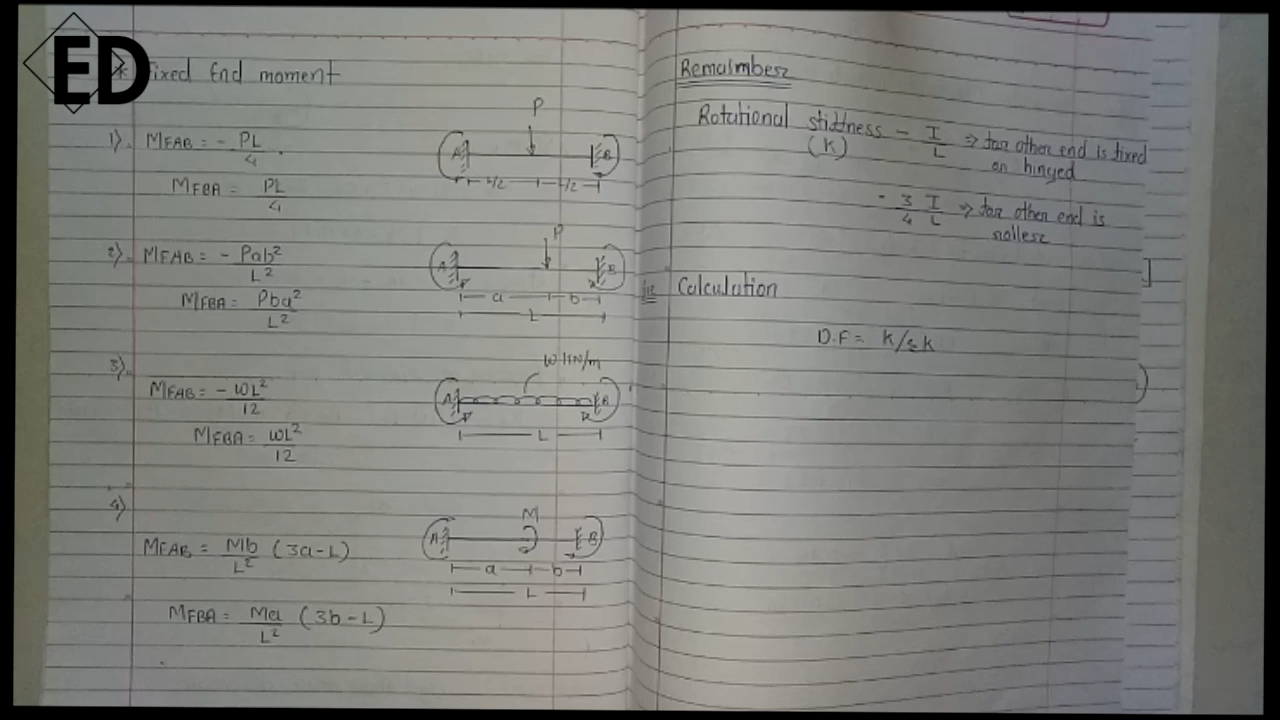 ED
* Fixed End moment
1). MFAB = - PL/4
MFBA = PL/4
P
A B
L/2 L/2
2). MFAB = - Pab²/L²
MFBA = Pba²/L²
P
A B
a b
L
3). MFAB = - WL²/12
MFBA = WL²/12
W KN/m
A B
L
4)
MFAB = Mb/L² (3a-L)
MFBA = Ma/L² (3b-L)
M
A B
a b
L
Remaimber
Rotational stiffness - I/L ⇒ for other end is fixed
(K) or hinged
- 3/4 I/L ⇒ for other end is
roller
Calculation
D.F = K/ΣK